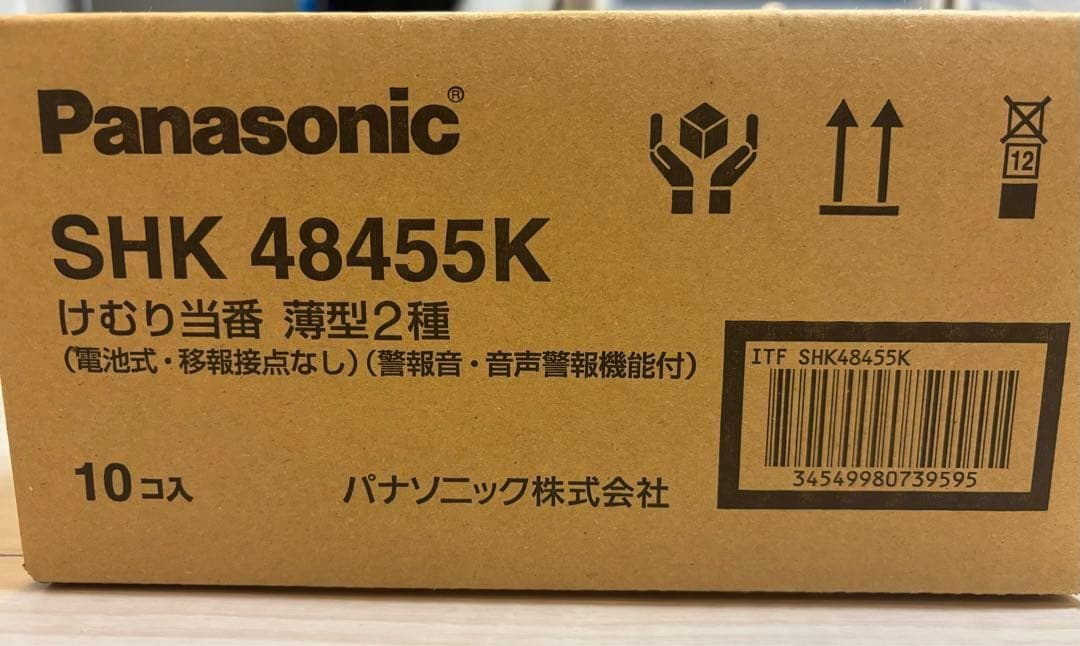 Panasonic®
SHK 48455K
けむり当番 薄型2種
(電池式・移報接点なし)(警報音・音声警報機能付)
10コ入
パナソニック株式会社
12
ITF SHK48455K
34549980739595